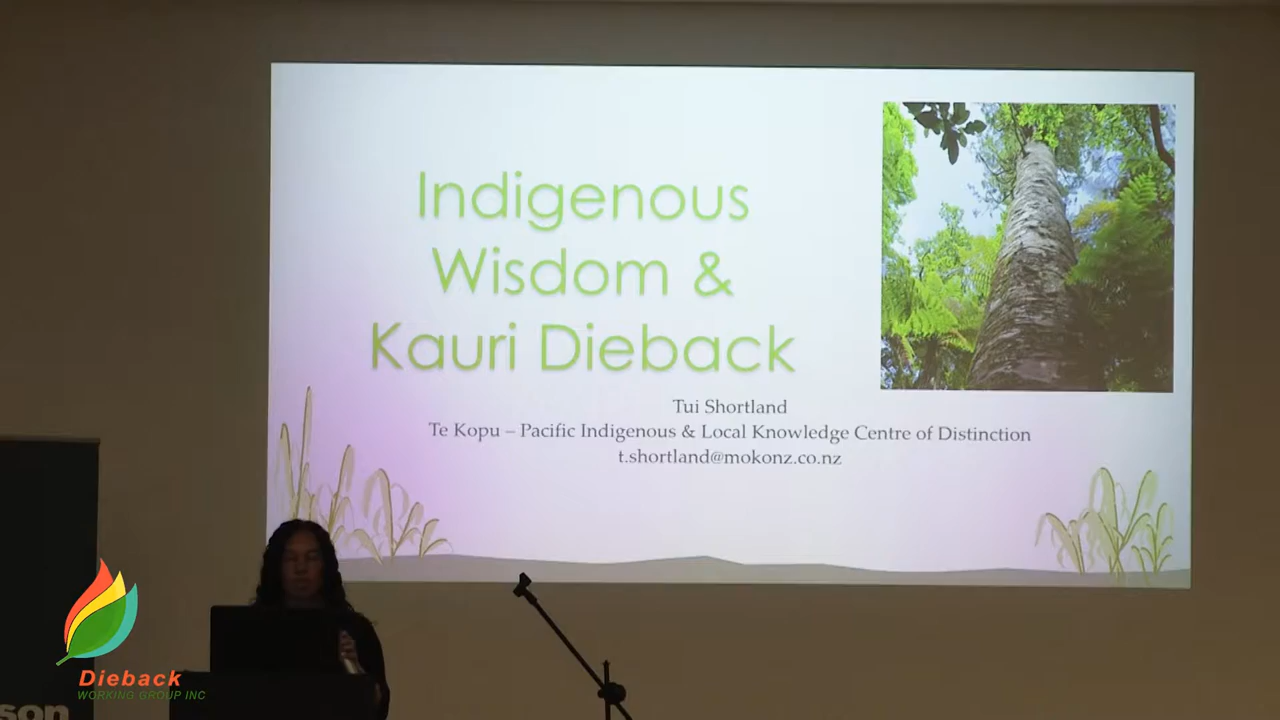 Indigenous
Wisdom &
Kauri Dieback
Tui Shortland
Te Kopu – Pacific Indigenous & Local Knowledge Centre of Distinction
t.shortland@mokonz.co.nz
Dieback
WORKING GROUP INC
son